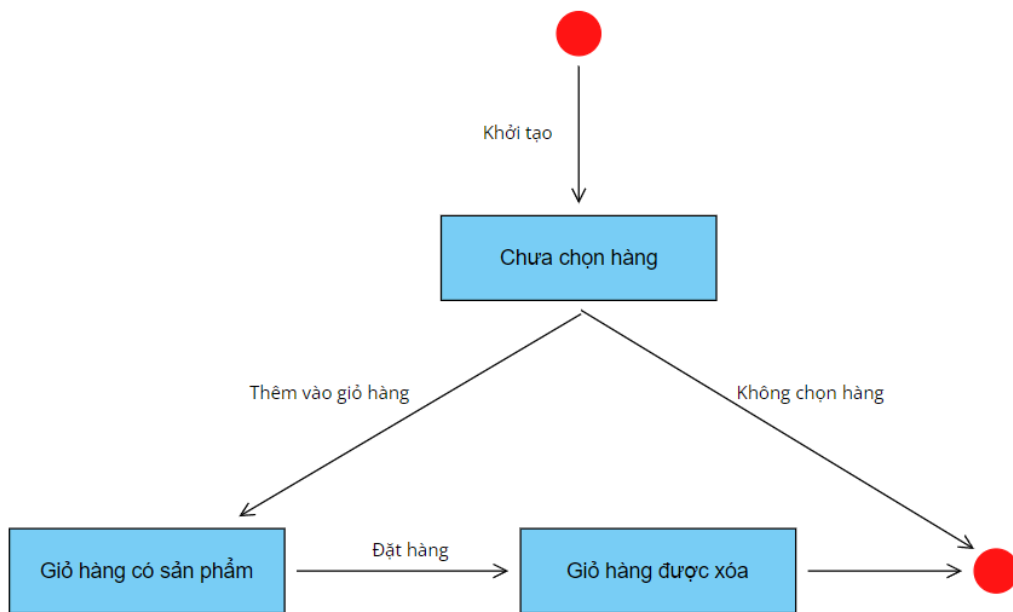 Khởi tạo
Chưa chọn hàng
Thêm vào giỏ hàng
Không chọn hàng
Giỏ hàng có sản phẩm
Đặt hàng
Giỏ hàng được xóa